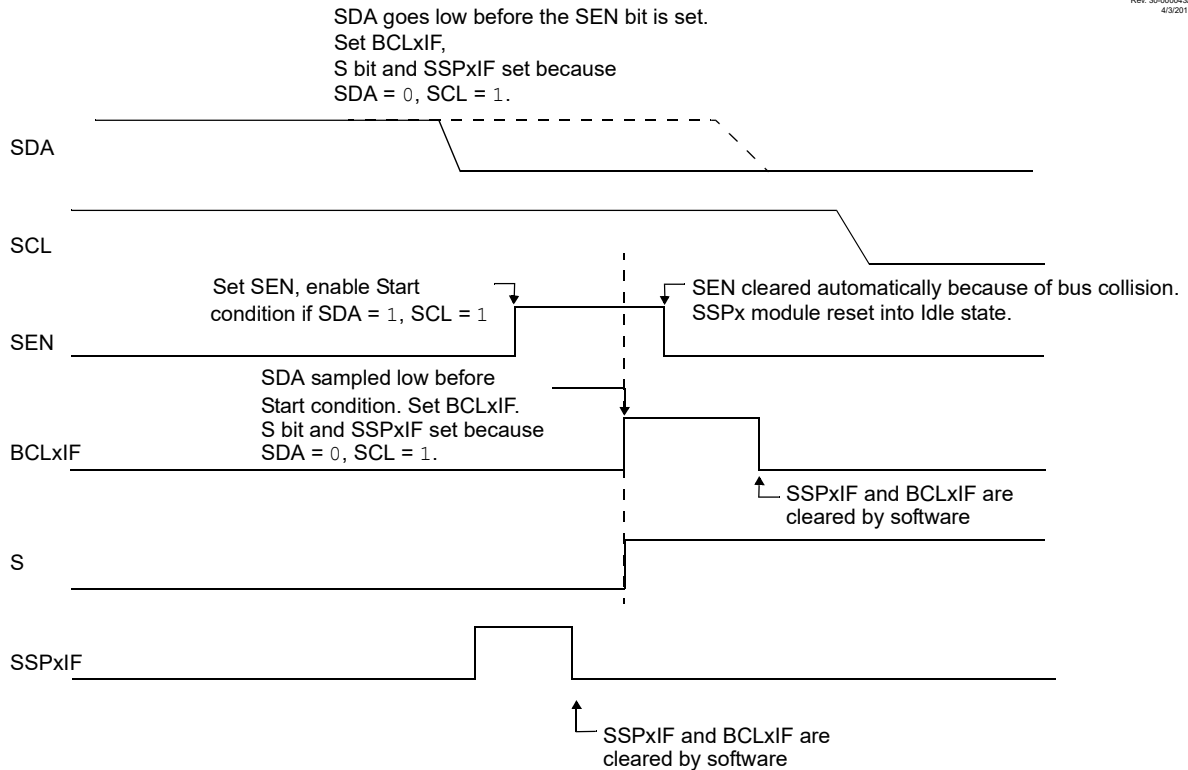 4/3/201
SDA goes low before the SEN bit is set.
Set BCLxIF,
S bit and SSPxIF set because
SDA = 0, SCL = 1.
SDA
SCL
Set SEN, enable Start
condition if SDA = 1, SCL = 1
SEN cleared automatically because of bus collision.
SSPx module reset into Idle state.
SEN
SDA sampled low before
Start condition. Set BCLxIF.
S bit and SSPxIF set because
SDA = 0, SCL = 1.
BCLxIF
SSPxIF and BCLxIF are
cleared by software
S
SSPxIF
SSPxIF and BCLxIF are
cleared by software